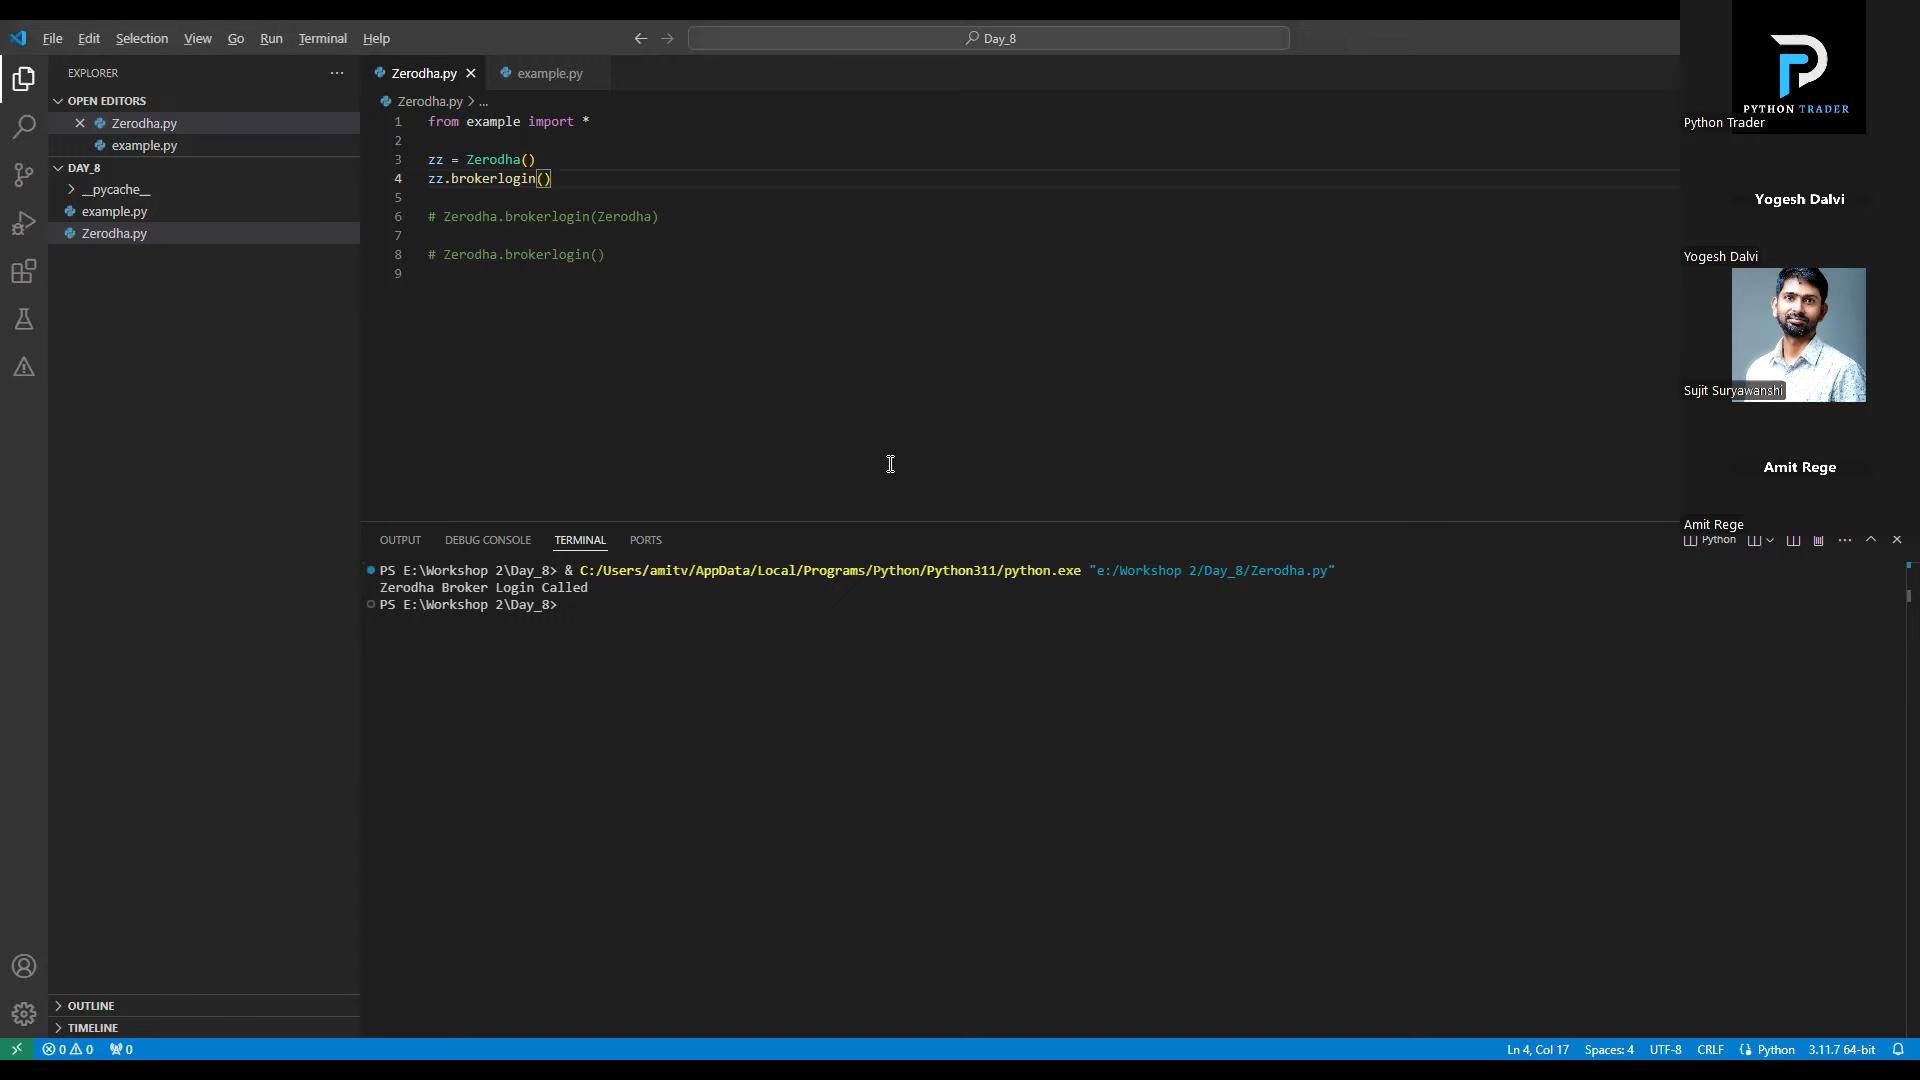 File Edit Selection View Go Run Terminal Help
Day_8
EXPLORER
OPEN EDITORS
Zerodha.py
example.py
DAY_8
__pycache__
example.py
Zerodha.py
OUTLINE
TIMELINE
Zerodha.py example.py
Zerodha.py > ...
1 from example import *
2
3 zz = Zerodha()
4 zz.brokerlogin()
5
6 # Zerodha.brokerlogin(Zerodha)
7
8 # Zerodha.brokerlogin()
9
OUTPUT DEBUG CONSOLE TERMINAL PORTS
Python
PS E:\Workshop 2\Day_8> & C:/Users/amitv/AppData/Local/Programs/Python/Python311/python.exe "e:/Workshop 2/Day_8/Zerodha.py"
Zerodha Broker Login Called
PS E:\Workshop 2\Day_8>
PYTHON TRADER
Python Trader
Yogesh Dalvi
Yogesh Dalvi
Sujit Suryawanshi
Amit Rege
Amit Rege
0 0 0
Ln 4, Col 17 Spaces: 4 UTF-8 CRLF Python 3.11.7 64-bit